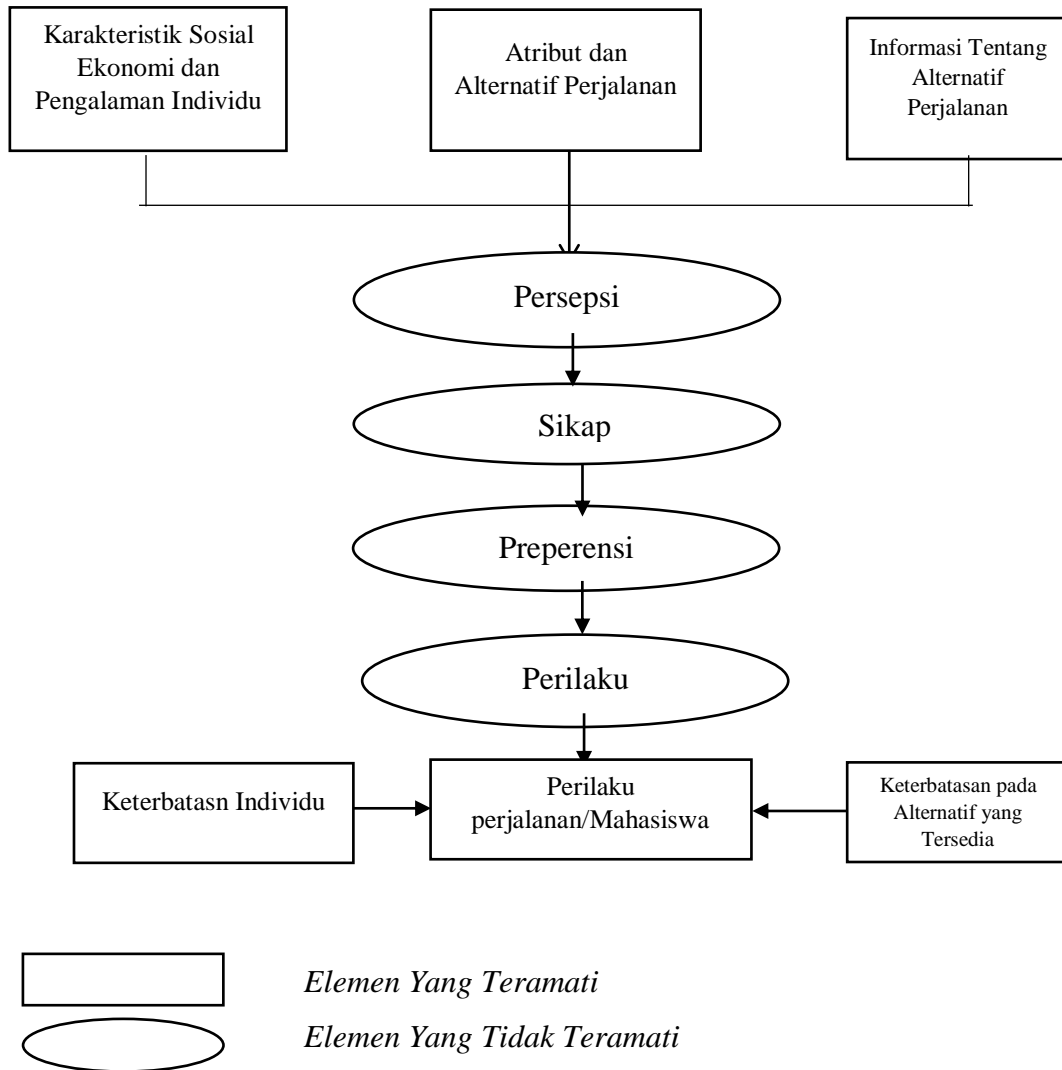 Karakteristik Sosial
Ekonomi dan
Pengalaman Individu
Atribut dan
Alternatif Perjalanan
Informasi Tentang
Alternatif
Perjalanan
Persepsi
Sikap
Preperensi
Perilaku
Keterbatasn Individu
Perilaku
perjalanan/Mahasiswa
Keterbatasan pada
Alternatif yang
Tersedia
Elemen Yang Teramati
Elemen Yang Tidak Teramati